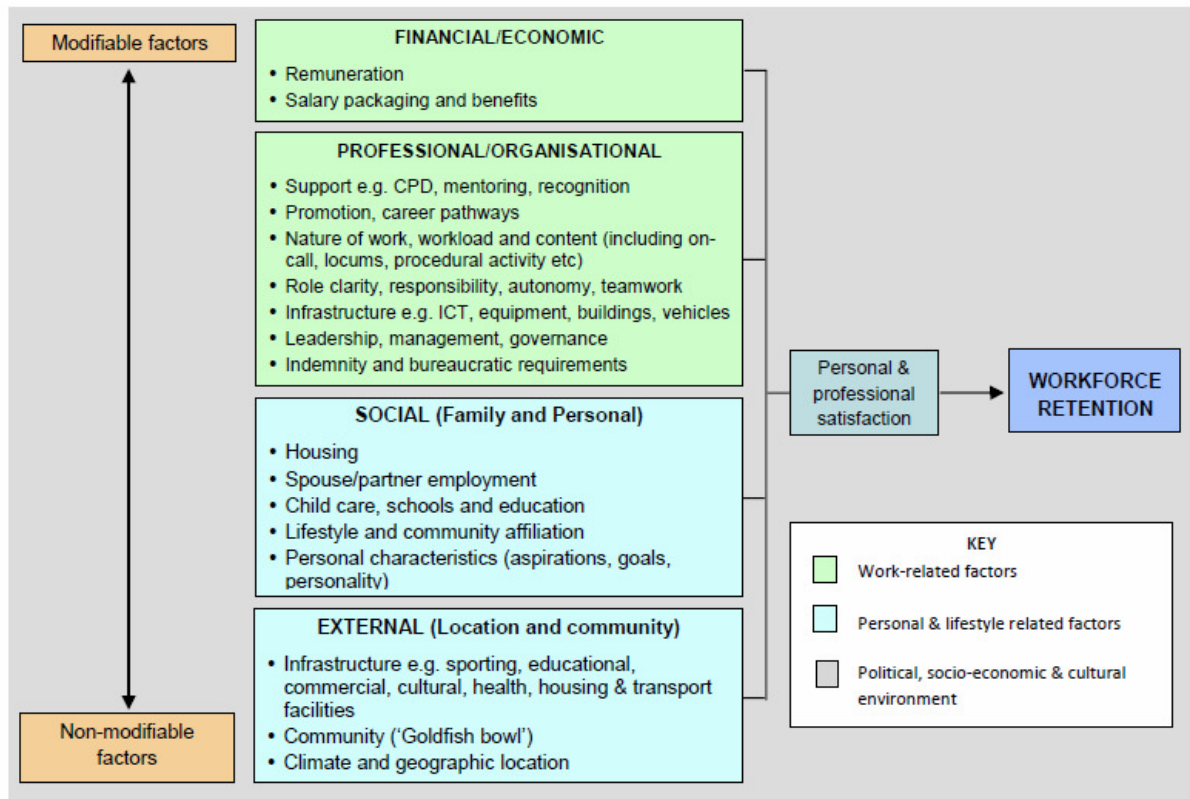 Modifiable factors
Non-modifiable
factors
FINANCIAL/ECONOMIC
• Remuneration
• Salary packaging and benefits
PROFESSIONAL/ORGANISATIONAL
• Support e.g. CPD, mentoring, recognition
• Promotion, career pathways
• Nature of work, workload and content (including on-
call, locums, procedural activity etc)
• Role clarity, responsibility, autonomy, teamwork
• Infrastructure e.g. ICT, equipment, buildings, vehicles
• Leadership, management, governance
• Indemnity and bureaucratic requirements
SOCIAL (Family and Personal)
• Housing
• Spouse/partner employment
• Child care, schools and education
• Lifestyle and community affiliation
• Personal characteristics (aspirations, goals,
personality)
EXTERNAL (Location and community)
• Infrastructure e.g. sporting, educational,
commercial, cultural, health, housing & transport
facilities
• Community (‘Goldfish bowl’)
• Climate and geographic location
Personal &
professional
satisfaction
WORKFORCE
RETENTION
KEY
Work-related factors
Personal & lifestyle related factors
Political, socio-economic & cultural
environment